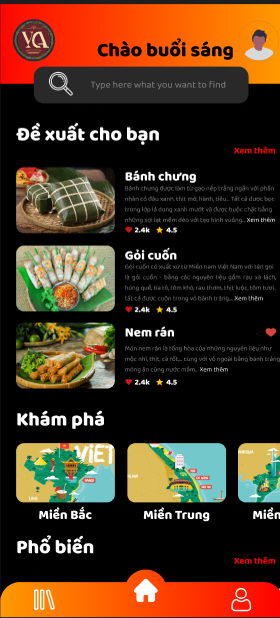 YA
Chào buổi sáng
Type here what you want to find
Đề xuất cho bạn
Xem thêm
Bánh chưng
Bánh chưng được làm từ gạo nếp trắng ngần với phần
nhân có đậu xanh, thịt mỡ, hành, tiêu... Tất cả được bọc
trong lớp lá dong xanh mướt và được buộc chặt bằng
những sợi lạt mềm dẻo với tạo hình vuông... Xem thêm
2.4k 4.5
Gỏi cuốn
Gỏi cuốn có xuất xứ từ Miền nam Việt Nam với tên gọi
là gỏi cuốn - bằng các nguyên liệu gồm rau xà lách,
húng quế, tía tô, tôm khô, rau thơm, thịt luộc, tôm tươi.
tất cả được cuộn trong vỏ bánh tráng... Xem thêm
2.4k 4.5
Nem rán
Món nem rán là tổng hòa của những nguyên liệu như
mộc nhĩ, thịt, cà rốt,... cùng với vỏ ngoài bằng bánh tráng
mỏng ăn cùng nước mắm... Xem thêm
2.4k 4.5
Khám phá
VIỆT
Miền Bắc
Miền Trung
Miền
Phổ biến
Xem thêm